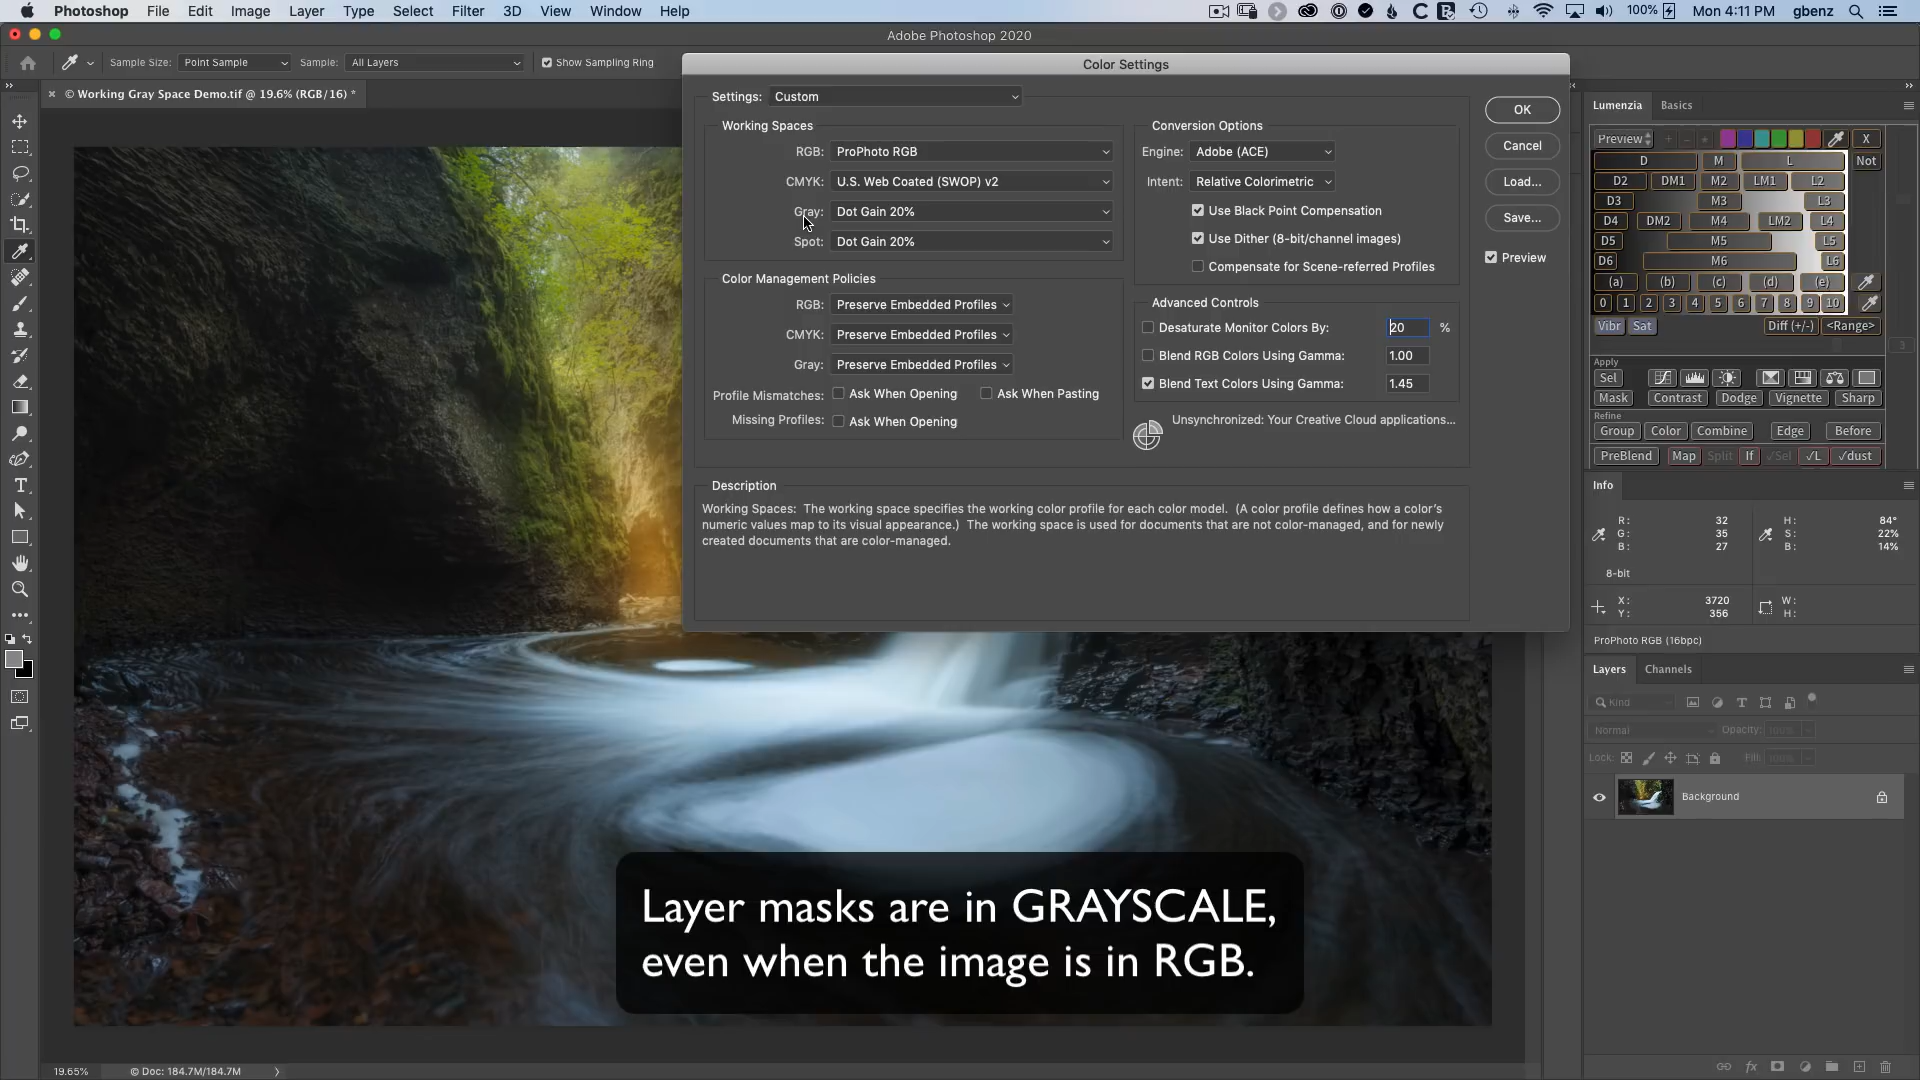 Photoshop File Edit Image Layer Type Select Filter 3D View Window Help
100% Mon 4:11 PM gbenz
Adobe Photoshop 2020
Sample Size: Point Sample Sample: All Layers Show Sampling Ring
© Working Gray Space Demo.tif @ 19.6% (RGB/16) *
Color Settings
Settings: Custom
Working Spaces
RGB: ProPhoto RGB
CMYK: U.S. Web Coated (SWOP) v2
Gray: Dot Gain 20%
Spot: Dot Gain 20%
Color Management Policies
RGB: Preserve Embedded Profiles
CMYK: Preserve Embedded Profiles
Gray: Preserve Embedded Profiles
Profile Mismatches: Ask When Opening Ask When Pasting
Missing Profiles: Ask When Opening
Conversion Options
Engine: Adobe (ACE)
Intent: Relative Colorimetric
Use Black Point Compensation
Use Dither (8-bit/channel images)
Compensate for Scene-referred Profiles
Advanced Controls
Desaturate Monitor Colors By: 20 %
Blend RGB Colors Using Gamma: 1.00
Blend Text Colors Using Gamma: 1.45
Unsynchronized: Your Creative Cloud applications...
OK
Cancel
Load...
Save...
Preview
Description
Working Spaces: The working space specifies the working color profile for each color model. (A color profile defines how a color's
numeric values map to its visual appearance.) The working space is used for documents that are not color-managed, and for newly
created documents that are color-managed.
Lumenzia Basics
Preview X
D M L Not
D2 DM1 M2 LM1 L2
D3 M3 L3
D4 DM2 M4 LM2 L4
D5 M5 L5
D6 M6 L6
(a) (b) (c) (d) (e)
0 1 2 3 4 5 6 7 8 9 10
Vibr Sat Diff (+/-) <Range>
3
Apply
Sel
Mask Contrast Dodge Vignette Sharp
Refine
Group Color Combine Edge Before
PreBlend Map Split If √Sel √L √dust
Info
R: 32 H: 84°
G: 35 S: 22%
B: 27 B: 14%
8-bit
X: 3720 W:
Y: 356 H:
ProPhoto RGB (16bpc)
Layers Channels
Kind
Normal Opacity: 100%
Lock: Fill: 100%
Background
Layer masks are in GRAYSCALE,
even when the image is in RGB.
19.65% © Doc: 184.7M/184.7M